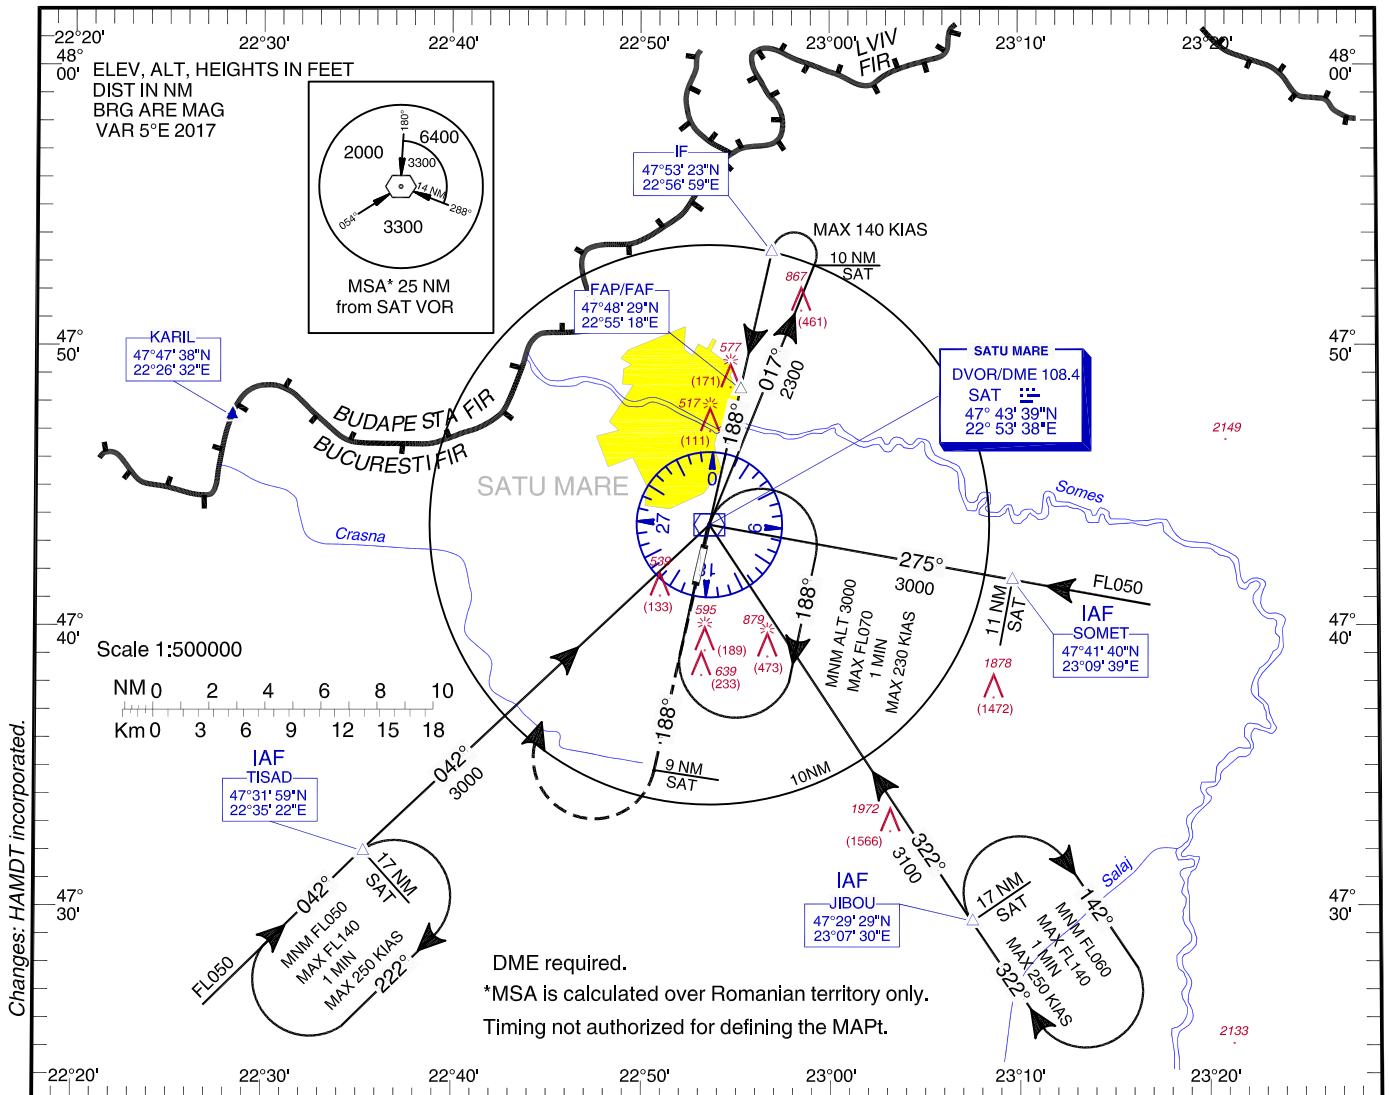 22°20'
22°30'
22°40'
22°50'
23°00'
23°10'
23°20'
48°
00'
48°
00'
ELEV, ALT, HEIGHTS IN FEET
DIST IN NM
BRG ARE MAG
VAR 5°E 2017
180°
2000
6400
3300
14 NM
054°
288°
3300
MSA* 25 NM
from SAT VOR
LVIV
FIR
IF
47°53' 23"N
22°56' 59"E
MAX 140 KIAS
10 NM
SAT
867
(461)
FAP/FAF
47°48' 29"N
22°55' 18"E
KARIL
47°47' 38"N
22°26' 32"E
47°
50'
47°
50'
577
(171)
517
(111)
017°
2300
188°
SATU MARE
DVOR/DME 108.4
SAT
47° 43' 39"N
22° 53' 38"E
BUDAPESTA FIR
BUCURESTI FIR
2149
SATU MARE
0
27
9
18
Crasna
Somes
539
(133)
275°
3000
FL050
11 NM
SAT
IAF
SOMET
47°41' 40"N
23°09' 39"E
188°
MNM ALT 3000
MAX FL070
1 MIN
MAX 230 KIAS
595
(189)
639
(233)
879
(473)
1878
(1472)
47°
40'
47°
40'
Scale 1:500000
NM 0 2 4 6 8 10
Km 0 3 6 9 12 15 18
188°
9 NM
SAT
10NM
042°
3000
IAF
TISAD
47°31' 59"N
22°35' 22"E
1972
(1566)
322°
3100
Salaj
IAF
JIBOU
47°29' 29"N
23°07' 30"E
17 NM
SAT
042°
MNM FL050
MAX FL140
1 MIN
MAX 250 KIAS
222°
FL050
17 NM
SAT
142°
MNM FL060
MAX FL140
1 MIN
MAX 250 KIAS
322°
47°
30'
47°
30'
DME required.
*MSA is calculated over Romanian territory only.
Timing not authorized for defining the MAPt.
2133
Changes: HAMDT incorporated.
22°20'
22°30'
22°40'
22°50'
23°00'
23°10'
23°20'